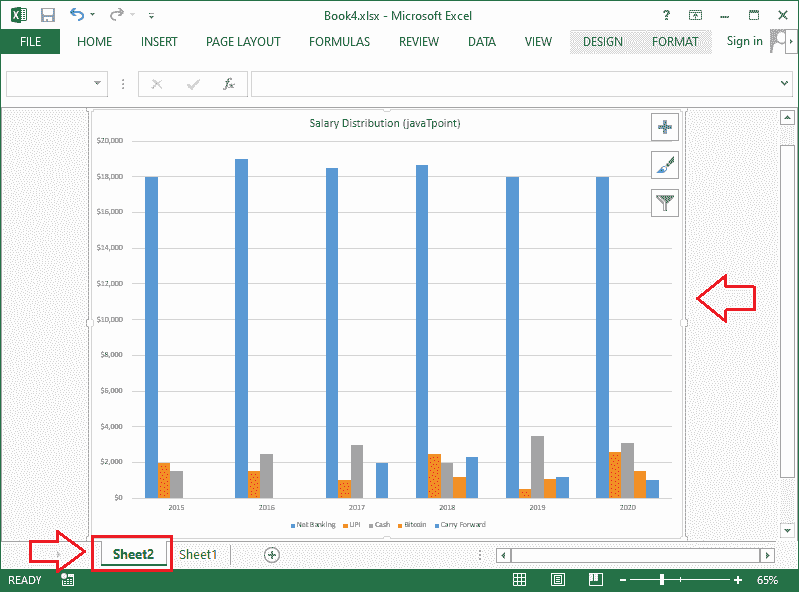 Book4.xlsx - Microsoft Excel
?
FILE HOME INSERT PAGE LAYOUT FORMULAS REVIEW DATA VIEW DESIGN FORMAT Sign in
fx
Salary Distribution (javaTpoint)
$20,000
$18,000
$16,000
$14,000
$12,000
$10,000
$8,000
$6,000
$4,000
$2,000
$0
2015 2016 2017 2018 2019 2020
Net Banking UPI Cash Bitcoin Carry Forward
Sheet2 Sheet1
READY 65%